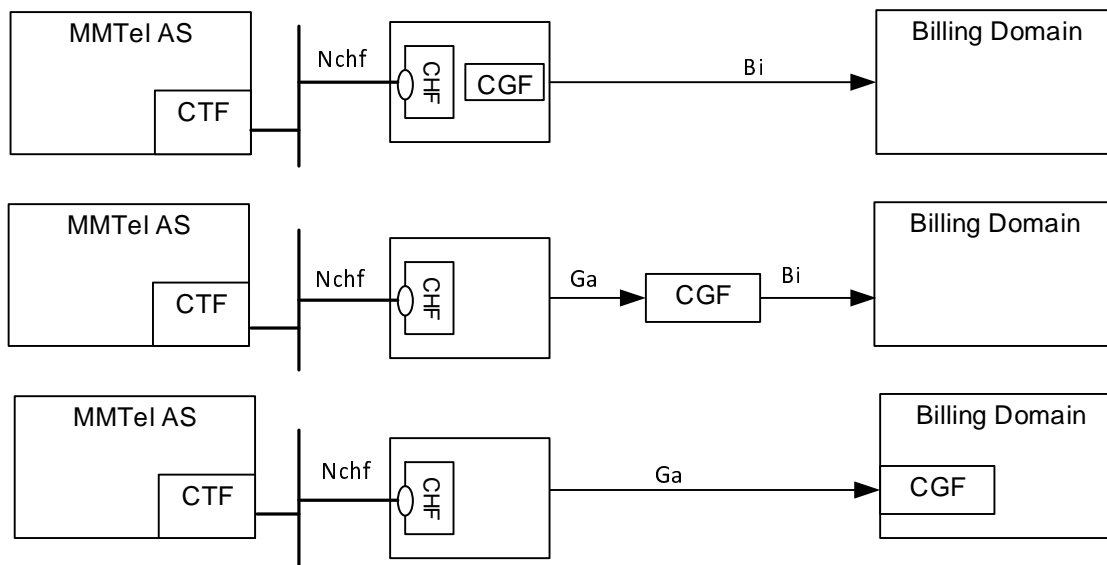 MMTel AS
CTF
Nchf
CHF
CGF
Bi
Billing Domain
MMTel AS
CTF
Nchf
CHF
Ga
CGF
Bi
Billing Domain
MMTel AS
CTF
Nchf
CHF
Ga
Billing Domain
CGF